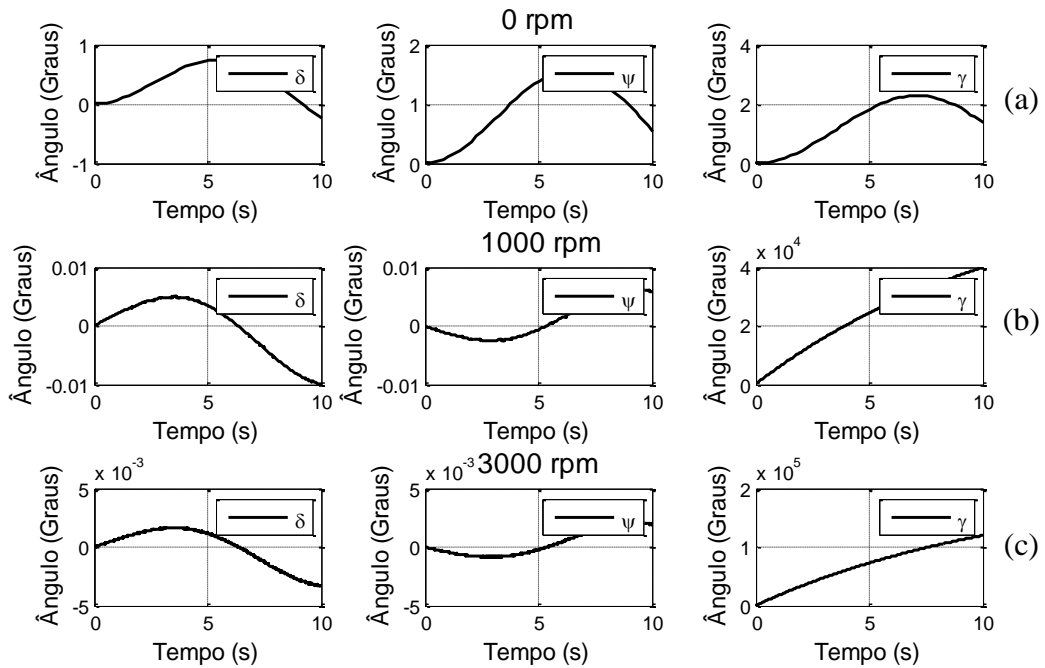 0 rpm
Ângulo (Graus)
1
0
-1
0
5
10
Tempo (s)
δ
Ângulo (Graus)
2
1
0
0
5
10
Tempo (s)
ψ
Ângulo (Graus)
4
2
0
0
5
10
Tempo (s)
γ
(a)
1000 rpm
Ângulo (Graus)
0.01
0
-0.01
0
5
10
Tempo (s)
δ
Ângulo (Graus)
0.01
0
-0.01
0
5
10
Tempo (s)
ψ
x 10^4
Ângulo (Graus)
4
2
0
0
5
10
Tempo (s)
γ
(b)
3000 rpm
x 10^-3
Ângulo (Graus)
5
0
-5
0
5
10
Tempo (s)
δ
x 10^-3
Ângulo (Graus)
5
0
-5
0
5
10
Tempo (s)
ψ
x 10^5
Ângulo (Graus)
2
1
0
0
5
10
Tempo (s)
γ
(c)